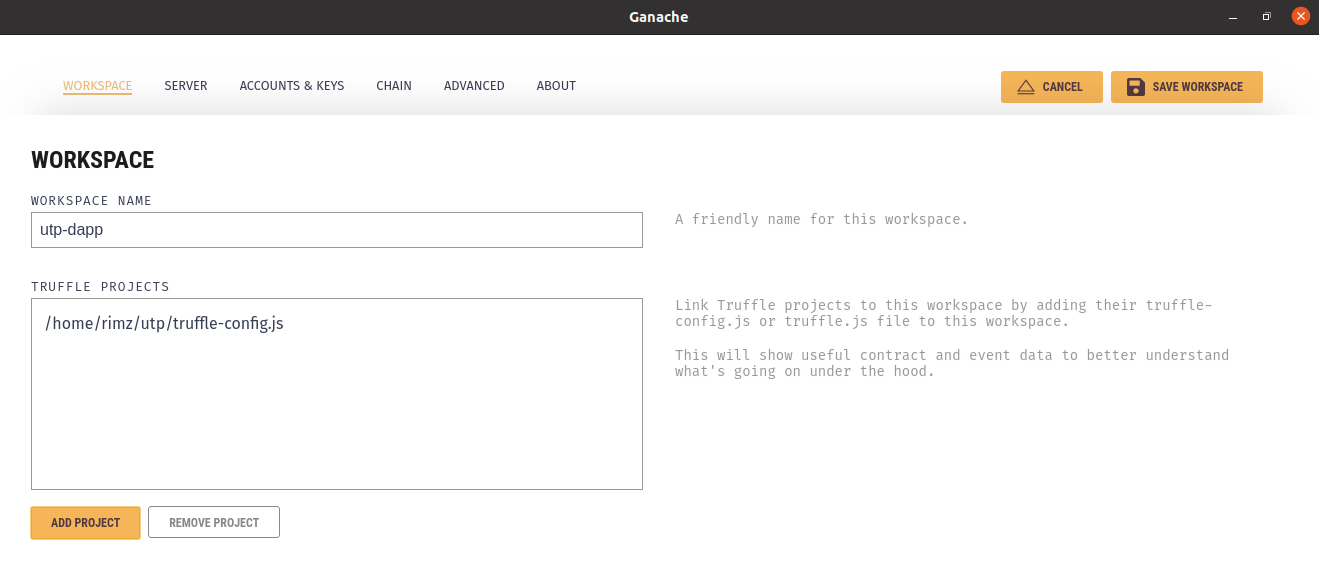 Ganache
WORKSPACE SERVER ACCOUNTS & KEYS CHAIN ADVANCED ABOUT CANCEL SAVE WORKSPACE
WORKSPACE
WORKSPACE NAME
utp-dapp
A friendly name for this workspace.
TRUFFLE PROJECTS
/home/rimz/utp/truffle-config.js
Link Truffle projects to this workspace by adding their truffle-
config.js or truffle.js file to this workspace.
This will show useful contract and event data to better understand
what's going on under the hood.
ADD PROJECT REMOVE PROJECT